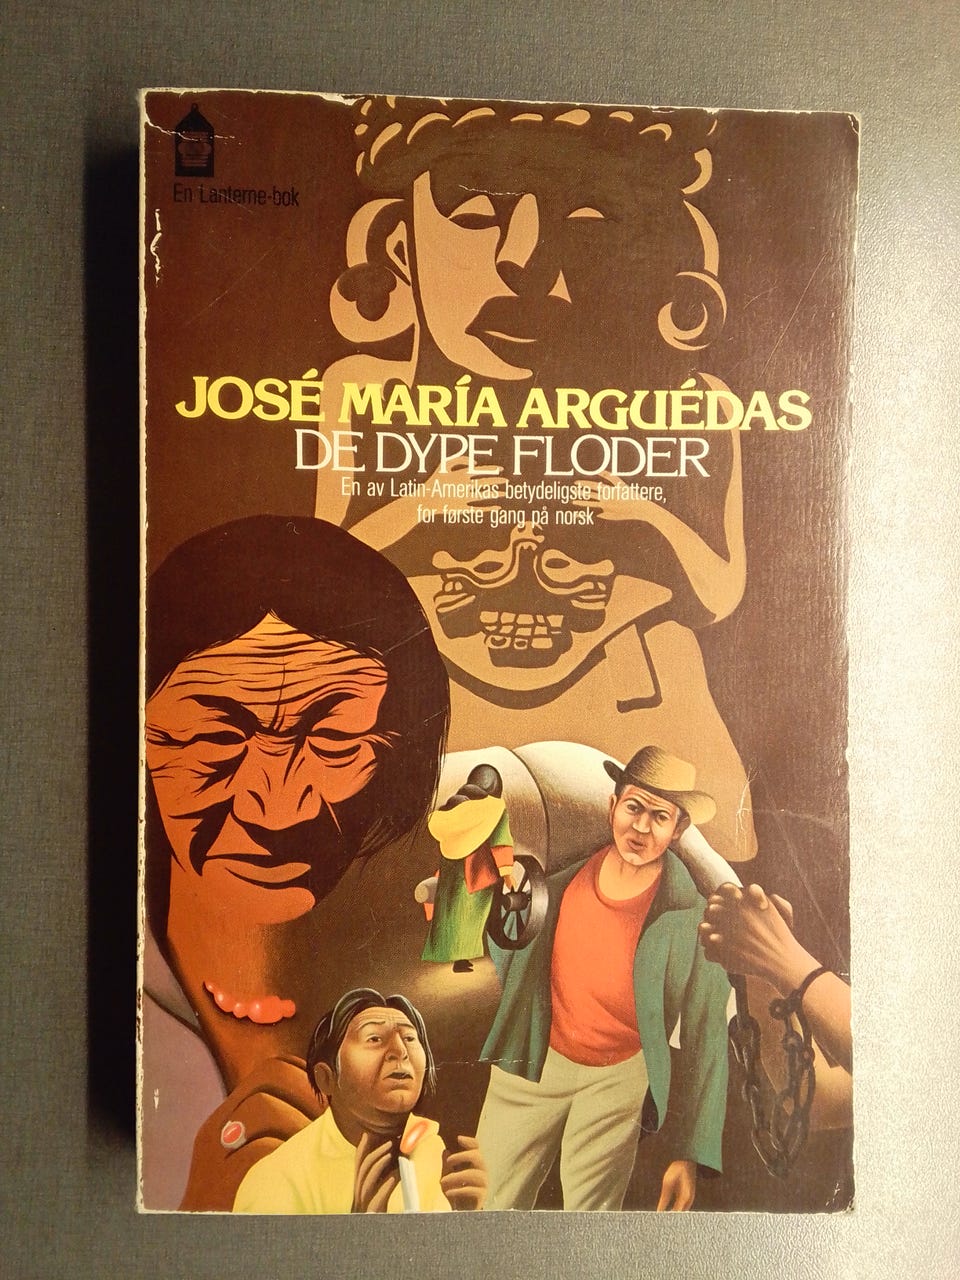 En Lanterne-bok
JOSÉ MARÍA ARGUÉDAS
DE DYPE FLODER
En av Latin-Amerikas betydeligste forfattere,
for første gang på norsk